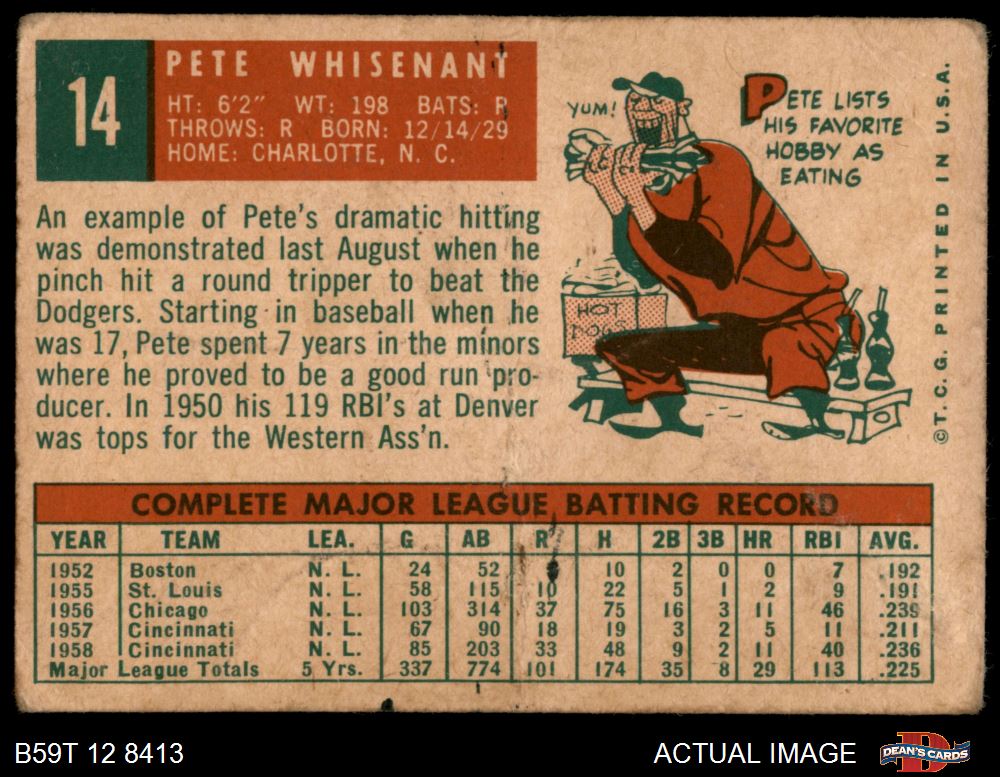 14
PETE WHISENANT
HT: 6'2" WT: 198 BATS: R
THROWS: R BORN: 12/14/29
HOME: CHARLOTTE, N. C.
An example of Pete's dramatic hitting
was demonstrated last August when he
pinch hit a round tripper to beat the
Dodgers. Starting in baseball when he
was 17, Pete spent 7 years in the minors
where he proved to be a good run pro-
ducer. In 1950 his 119 RBI's at Denver
was tops for the Western Ass'n.
YUM!
PETE LISTS
HIS FAVORITE
HOBBY AS
EATING
HOT
©T.C.G. PRINTED IN U.S.A.
COMPLETE MAJOR LEAGUE BATTING RECORD
YEAR TEAM LEA. G AB R H 2B 3B HR RBI AVG.
1952 Boston N. L. 24 52 10 2 0 0 7 .192
1955 St. Louis N. L. 58 115 10 22 5 1 2 9 .191
1956 Chicago N. L. 103 314 37 75 16 3 11 46 .239
1957 Cincinnati N. L. 67 90 18 19 3 2 5 11 .211
1958 Cincinnati N. L. 85 203 33 48 9 2 11 40 .236
Major League Totals 5 Yrs. 337 774 101 174 35 8 29 113 .225
B59T 12 8413
ACTUAL IMAGE
DEAN'S CARDS